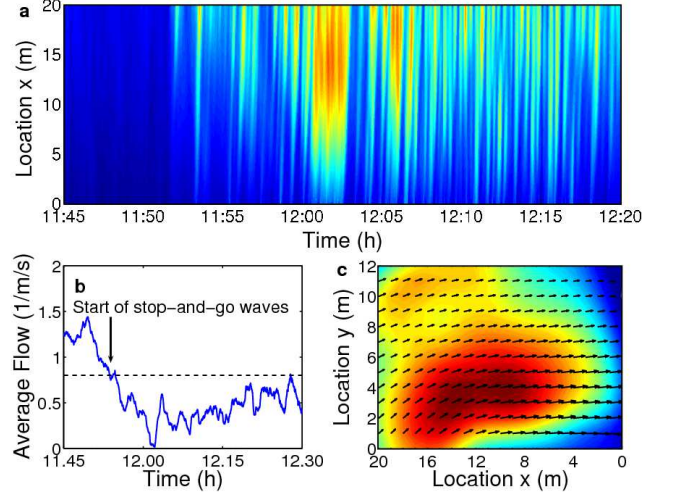 a
Location x (m)
20
15
10
5
0
11:45 11:50 11:55 12:00 12:05 12:10 12:15 12:20
Time (h)
b
Start of stop−and−go waves
Average Flow (1/m/s)
2
1.5
1
0.5
0
11.45 12.00 12.15 12.30
Time (h)
c
Location y (m)
12
10
8
6
4
2
0
20 16 12 8 4 0
Location x (m)